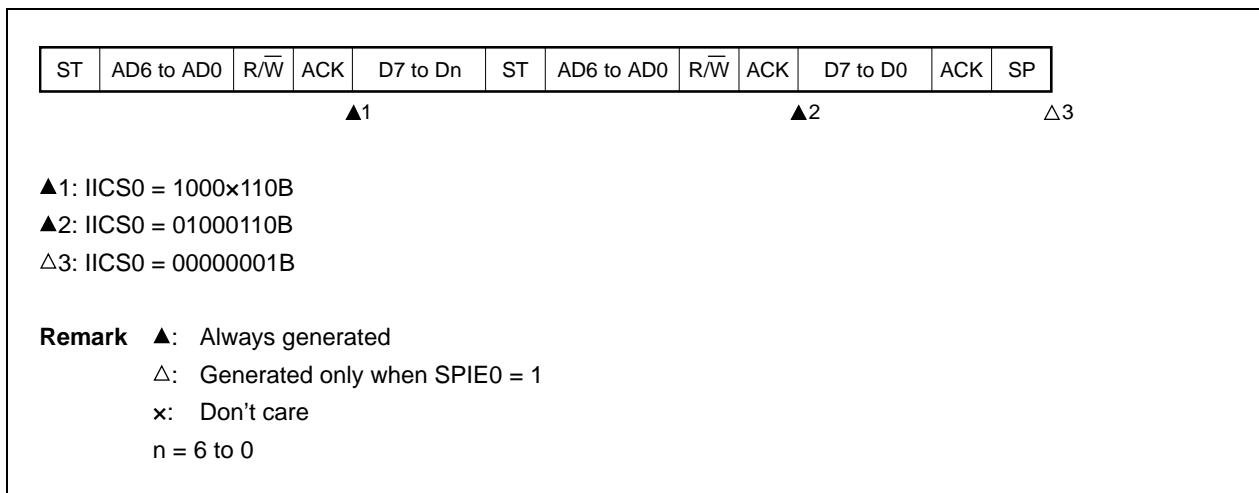 ST AD6 to AD0 R/W̅ ACK D7 to Dn ST AD6 to AD0 R/W̅ ACK D7 to D0 ACK SP
▲1 ▲2 △3
▲1: IICS0 = 1000×110B
▲2: IICS0 = 01000110B
△3: IICS0 = 00000001B
Remark ▲: Always generated
△: Generated only when SPIE0 = 1
×: Don't care
n = 6 to 0